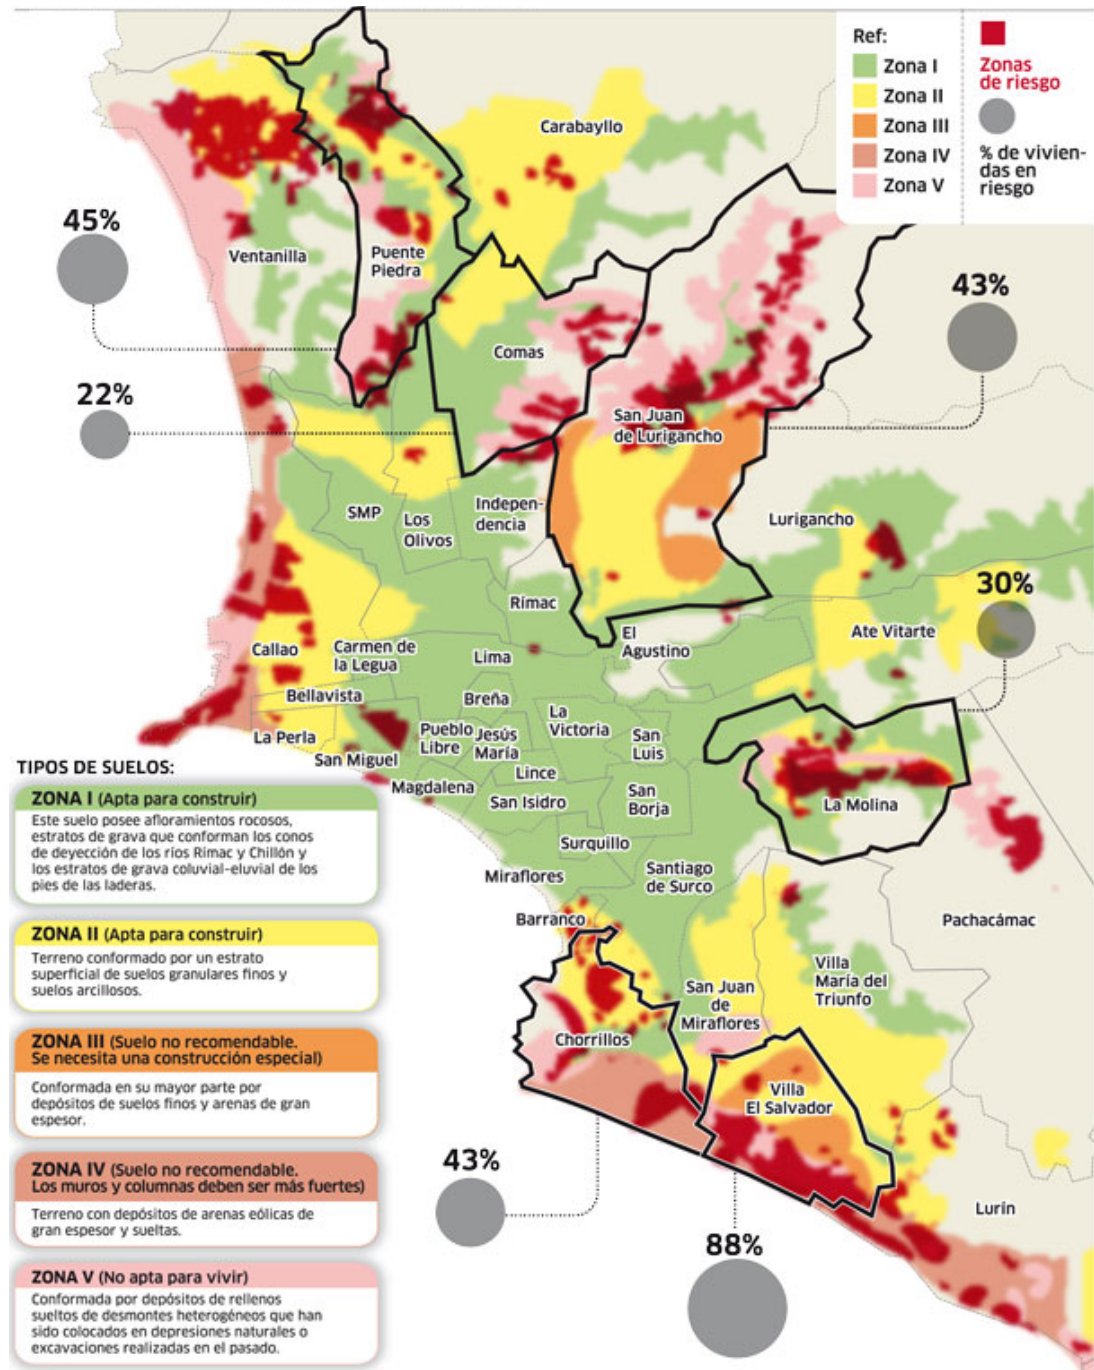 Ref:
Zona I
Zona II
Zona III
Zona IV
Zona V
Zonas
de riesgo
% de vivien-
das en
riesgo
Carabayllo
45%
Ventanilla
Puente
Piedra
43%
Comas
22%
San Juan
de Lurigancho
SMP
Los
Olivos
Indepen-
dencia
Lurigancho
30%
Rímac
El
Agustino
Ate Vitarte
Callao
Carmen de
la Legua
Lima
Bellavista
Breña
La
Victoria
La Perla
Pueblo
Libre
Jesús
María
San
Luis
San Miguel
Lince
Magdalena
San Isidro
San
Borja
La Molina
Surquillo
Miraflores
Santiago
de Surco
Barranco
Pachacámac
Villa
María del
Triunfo
San Juan
de
Miraflores
Chorrillos
Villa
El Salvador
43%
Lurín
88%
TIPOS DE SUELOS:
ZONA I (Apta para construir)
Este suelo posee afloramientos rocosos,
estratos de grava que conforman los conos
de deyección de los ríos Rimac y Chillón y
los estratos de grava coluvial-eluvial de los
pies de las laderas.
ZONA II (Apta para construir)
Terreno conformado por un estrato
superficial de suelos granulares finos y
suelos arcillosos.
ZONA III (Suelo no recomendable.
Se necesita una construcción especial)
Conformada en su mayor parte por
depósitos de suelos finos y arenas de gran
espesor.
ZONA IV (Suelo no recomendable.
Los muros y columnas deben ser más fuertes)
Terreno con depósitos de arenas eólicas de
gran espesor y sueltas.
ZONA V (No apta para vivir)
Conformada por depósitos de rellenos
sueltos de desmontes heterogéneos que han
sido colocados en depresiones naturales o
excavaciones realizadas en el pasado.